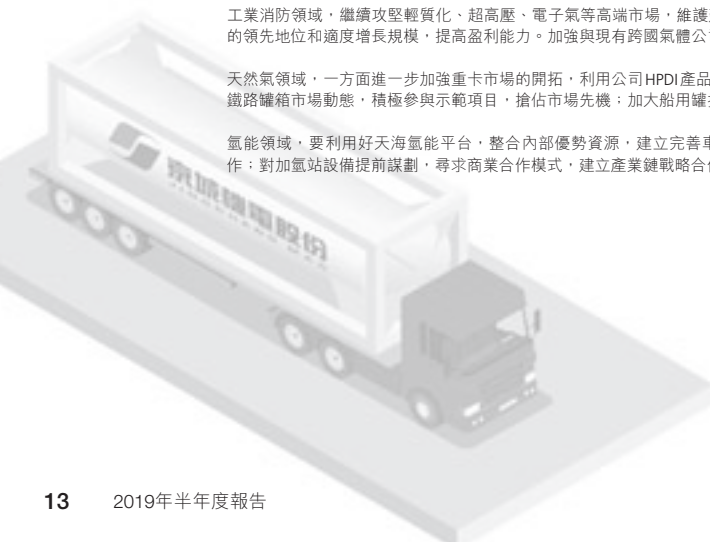 工業消防領域，繼續攻堅輕質化、超高壓、電子氣等高端市場，維護
的領先地位和適度增長規模，提高盈利能力。加強與現有跨國氣體公
天然氣領域，一方面進一步加強重卡市場的開拓，利用公司HPDI產品
鐵路罐箱市場動態，積極參與示範項目，搶佔市場先機；加大船用罐
氫能領域，要利用好天海氫能平台，整合內部優勢資源，建立完善車
作；對加氫站設備提前謀劃，尋求商業合作模式，建立產業鏈戰略合
京城機電股份
13 2019年半年度報告